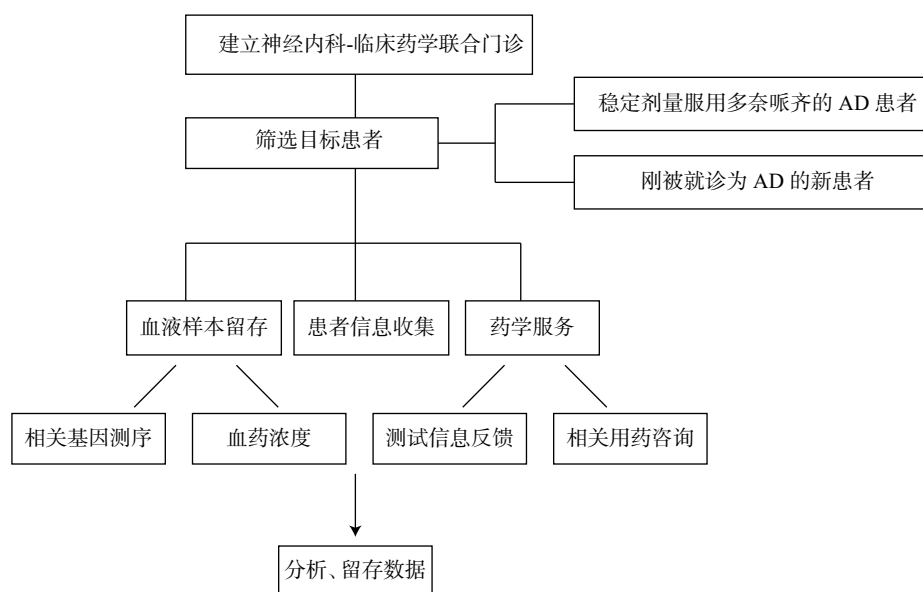 建立神经内科-临床药学联合门诊
稳定剂量服用多奈哌齐的 AD 患者
筛选目标患者
刚被就诊为 AD 的新患者
血液样本留存
患者信息收集
药学服务
相关基因测序
血药浓度
测试信息反馈
相关用药咨询
分析、留存数据